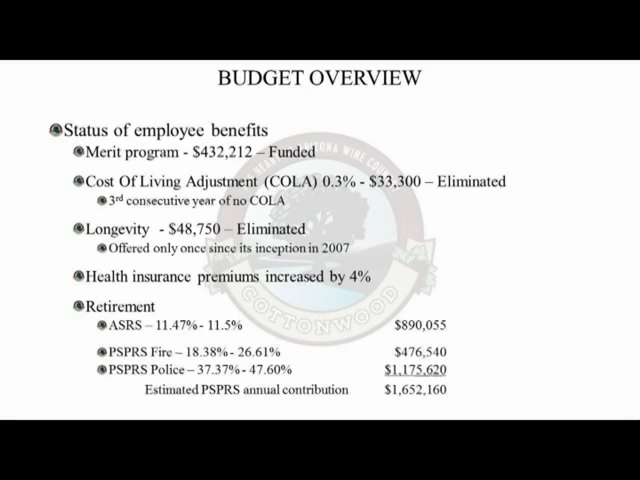 BUDGET OVERVIEW
Status of employee benefits
Merit program - $432,212 – Funded
Cost Of Living Adjustment (COLA) 0.3% - $33,300 – Eliminated
3rd consecutive year of no COLA
Longevity - $48,750 – Eliminated
Offered only once since its inception in 2007
Health insurance premiums increased by 4%
Retirement
ASRS – 11.47% - 11.5% $890,055
PSPRS Fire – 18.38% - 26.61% $476,540
PSPRS Police – 37.37% - 47.60% $1,175,620
Estimated PSPRS annual contribution $1,652,160
COTTONWOOD